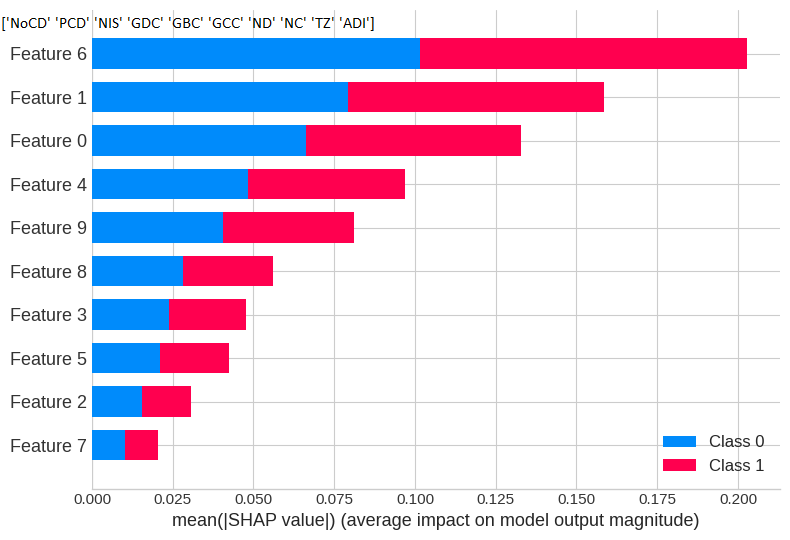 ['NoCD' 'PCD' 'NIS' 'GDC' 'GBC' 'GCC' 'ND' 'NC' 'TZ' 'ADI']
Feature 6
Feature 1
Feature 0
Feature 4
Feature 9
Feature 8
Feature 3
Feature 5
Feature 2
Feature 7
Class 0
Class 1
0.000 0.025 0.050 0.075 0.100 0.125 0.150 0.175 0.200
mean(|SHAP value|) (average impact on model output magnitude)